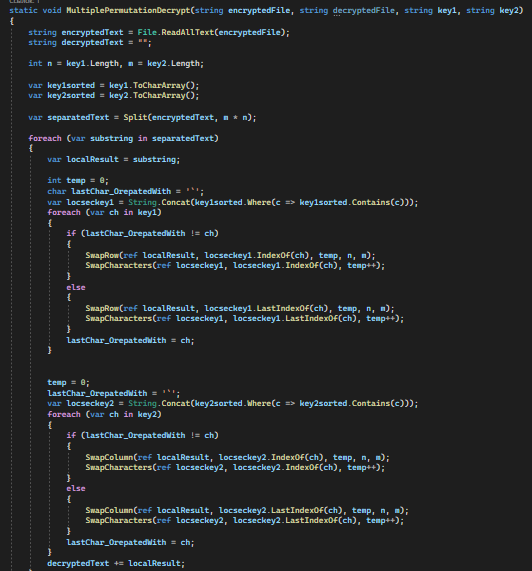 static void MultiplePermutationDecrypt(string encryptedFile, string decryptedFile, string key1, string key2)
{
    string encryptedText = File.ReadAllText(encryptedFile);
    string decryptedText = "";

    int n = key1.Length, m = key2.Length;

    var key1sorted = key1.ToCharArray();
    var key2sorted = key2.ToCharArray();

    var separatedText = Split(encryptedText, m * n);

    foreach (var substring in separatedText)
    {
        var localResult = substring;

        int temp = 0;
        char lastChar_OrepatedWith = '`';
        var locseckey1 = String.Concat(key1sorted.Where(c => key1sorted.Contains(c)));
        foreach (var ch in key1)
        {
            if (lastChar_OrepatedWith != ch)
            {
                SwapRow(ref localResult, locseckey1.IndexOf(ch), temp, n, m);
                SwapCharacters(ref locseckey1, locseckey1.IndexOf(ch), temp++);
            }
            else
            {
                SwapRow(ref localResult, locseckey1.LastIndexOf(ch), temp, n, m);
                SwapCharacters(ref locseckey1, locseckey1.LastIndexOf(ch), temp++);
            }
            lastChar_OrepatedWith = ch;
        }

        temp = 0;
        lastChar_OrepatedWith = '`';
        var locseckey2 = String.Concat(key2sorted.Where(c => key2sorted.Contains(c)));
        foreach (var ch in key2)
        {
            if (lastChar_OrepatedWith != ch)
            {
                SwapColumn(ref localResult, locseckey2.IndexOf(ch), temp, n, m);
                SwapCharacters(ref locseckey2, locseckey2.IndexOf(ch), temp++);
            }
            else
            {
                SwapColumn(ref localResult, locseckey2.LastIndexOf(ch), temp, n, m);
                SwapCharacters(ref locseckey2, locseckey2.LastIndexOf(ch), temp++);
            }
            lastChar_OrepatedWith = ch;
        }
        decryptedText += localResult;